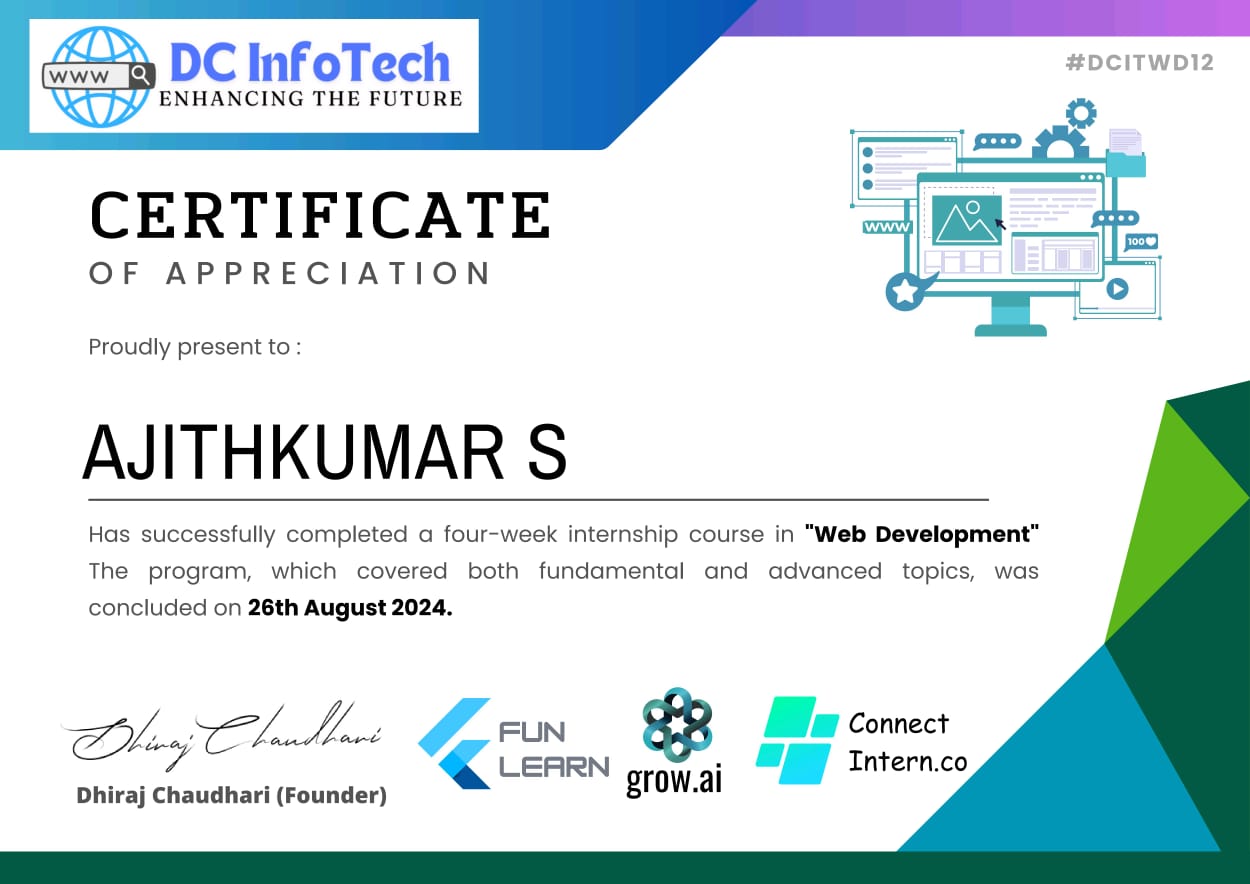 www
DC InfoTech
ENHANCING THE FUTURE
#DCITWD12
WWW
100
CERTIFICATE
OF APPRECIATION
Proudly present to :
AJITHKUMAR S
Has successfully completed a four-week internship course in "Web Development"
The program, which covered both fundamental and advanced topics, was
concluded on 26th August 2024.
Dhiraj Chaudhari
Dhiraj Chaudhari (Founder)
FUN
LEARN
grow.ai
Connect
Intern.co